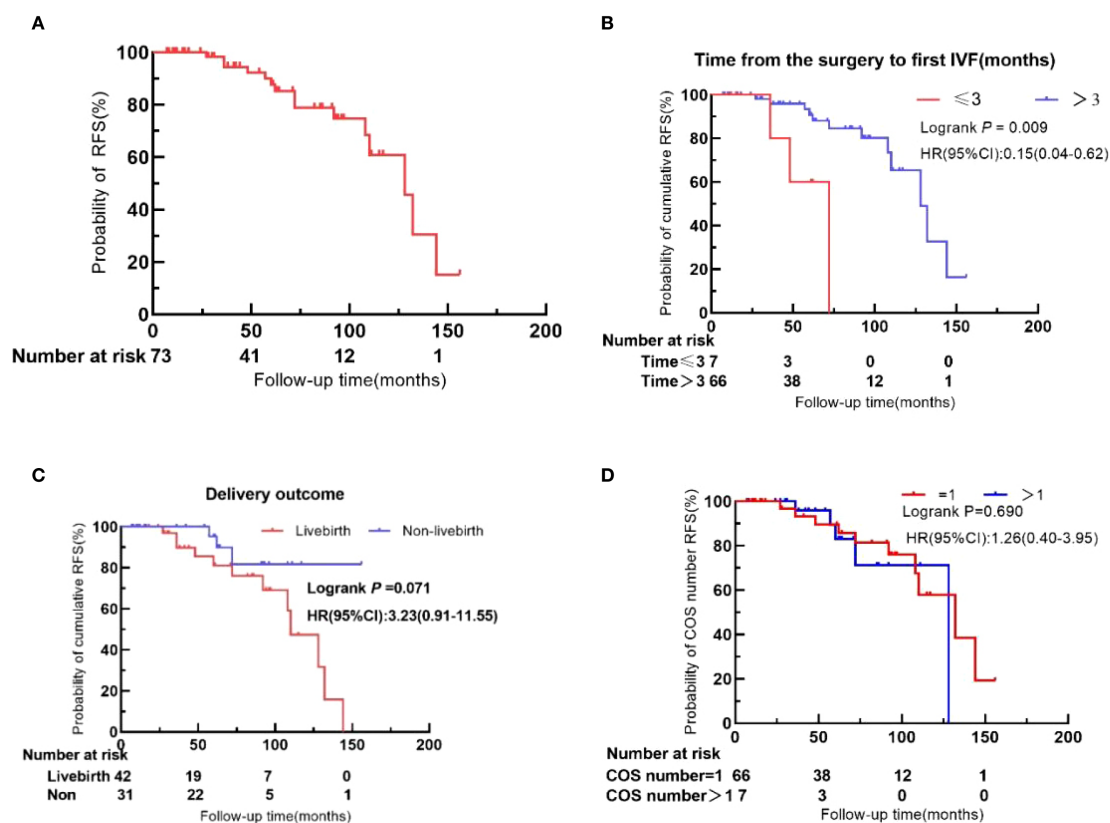 A
Probability of RFS(%)
100
80
60
40
20
0
0 50 100 150 200
Number at risk 73 41 12 1
Follow-up time(months)
B
Time from the surgery to first IVF(months)
≤3 >3
Logrank P = 0.009
HR(95%CI):0.15(0.04-0.62)
Probability of cumulative RFS(%)
100
80
60
40
20
0
0 50 100 150 200
Number at risk
Time≤3 7 3 0 0
Time>3 66 38 12 1
Follow-up time(months)
C
Delivery outcome
Livebirth Non-livebirth
Logrank P =0.071
HR(95%CI):3.23(0.91-11.55)
Probability of cumulative RFS(%)
100
80
60
40
20
0
0 50 100 150 200
Number at risk
Livebirth 42 19 7 0
Non 31 22 5 1
Follow-up time(months)
D
=1 >1
Logrank P=0.690
HR(95%CI):1.26(0.40-3.95)
Probability of COS number RFS(%)
100
80
60
40
20
0
0 50 100 150 200
Number at risk
COS number=1 66 38 12 1
COS number>1 7 3 0 0
Follow-up time(months)